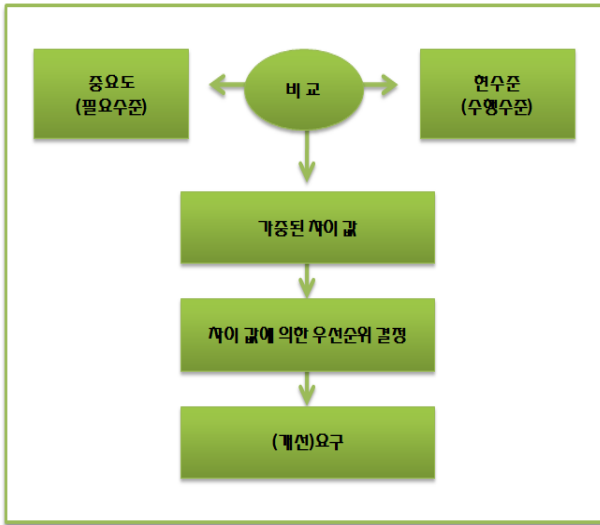 중요도
(필요수준)
비 교
현수준
(수행수준)
가중된 차이 값
차이 값에 의한 우선순위 결정
(개선)요구